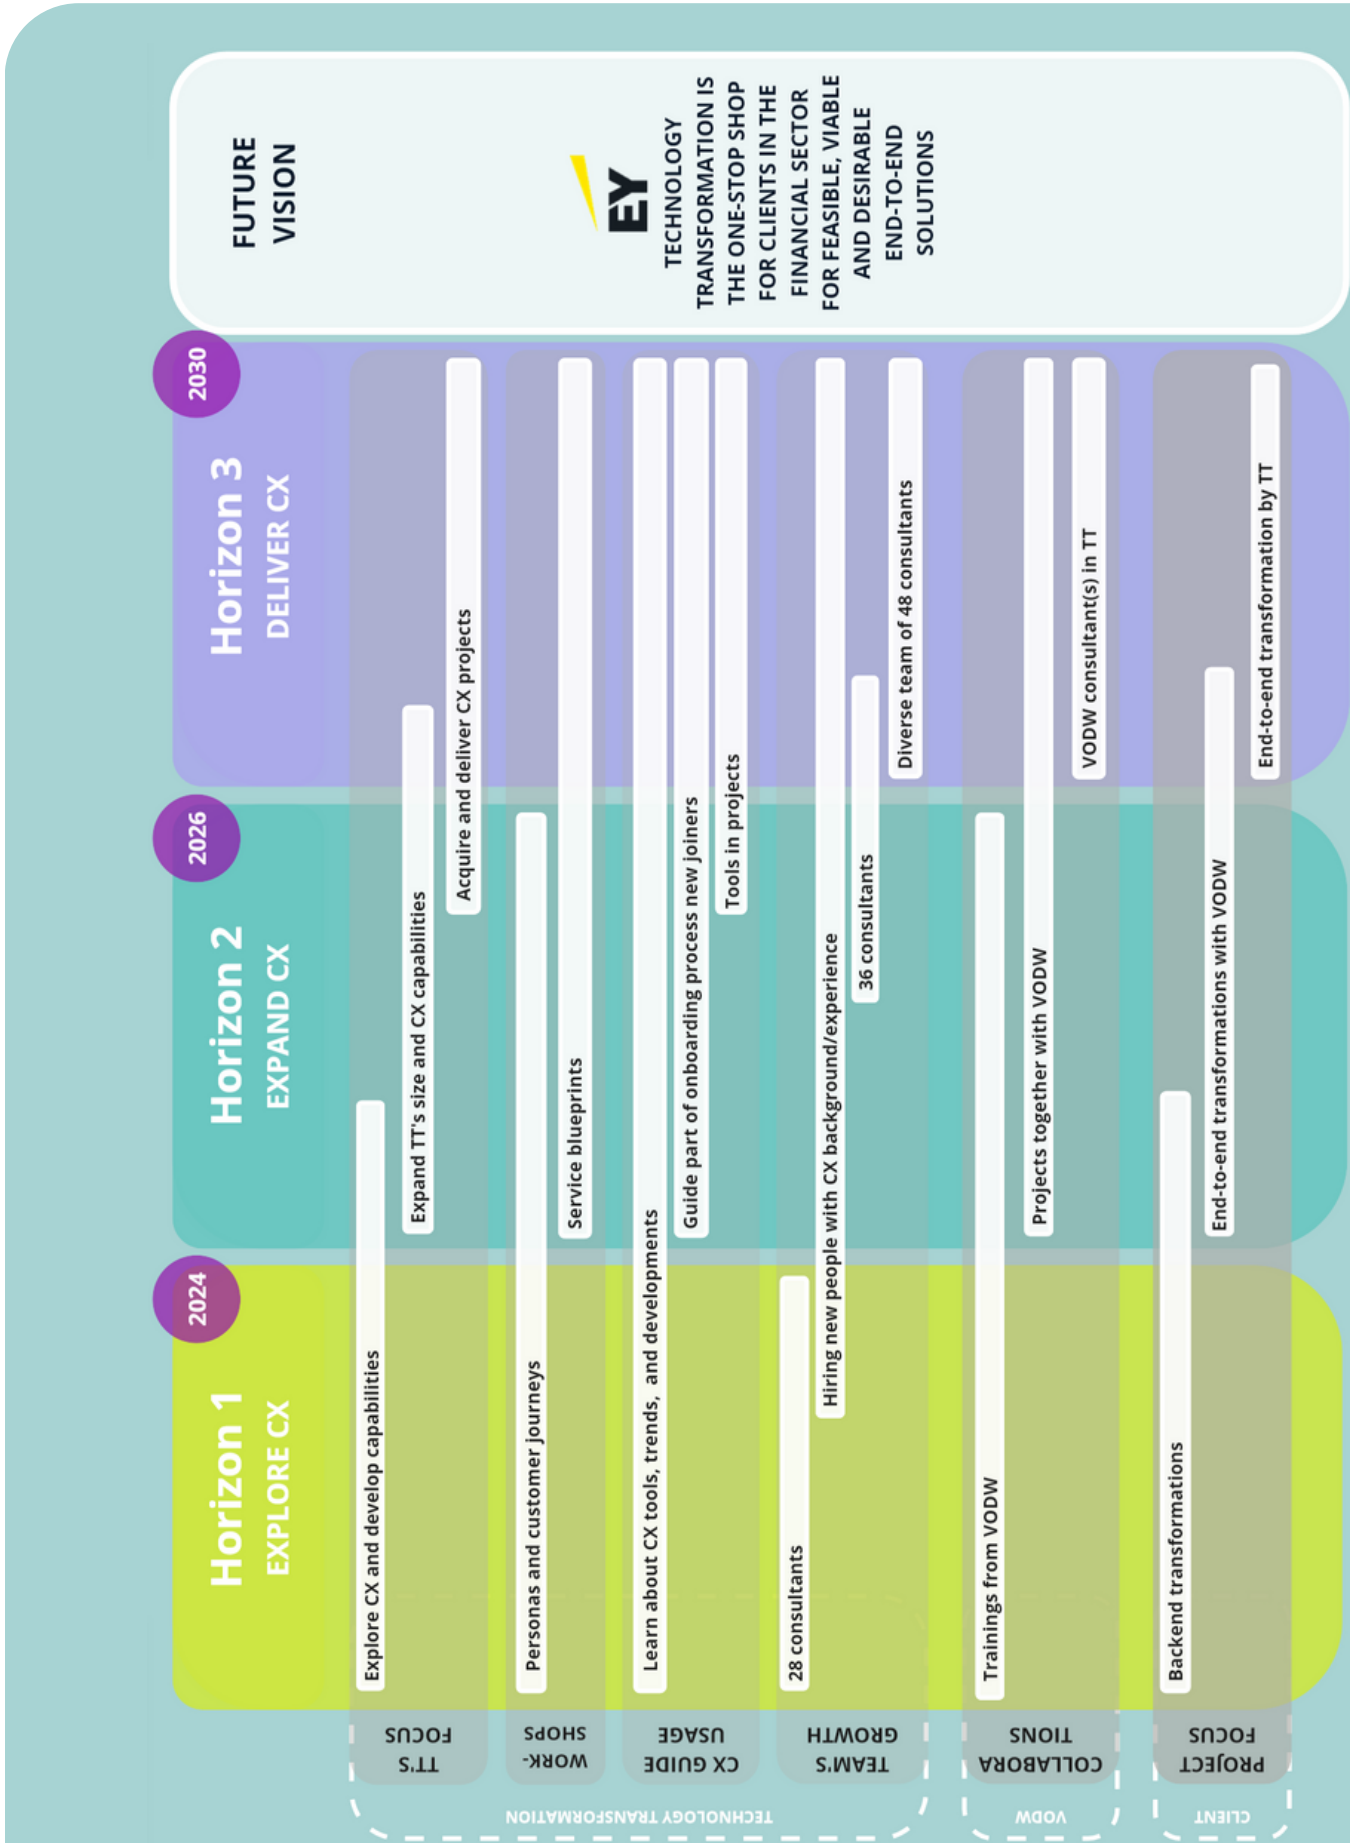 Horizon 1
EXPLORE CX
2024
Horizon 2
EXPAND CX
2026
Horizon 3
DELIVER CX
2030
FUTURE
VISION
EY
TECHNOLOGY
TRANSFORMATION IS
THE ONE-STOP SHOP
FOR CLIENTS IN THE
FINANCIAL SECTOR
FOR FEASIBLE, VIABLE
AND DESIRABLE
END-TO-END
SOLUTIONS
TECHNOLOGY TRANSFORMATION
TT'S
FOCUS
Explore CX and develop capabilities
Expand TT's size and CX capabilities
Acquire and deliver CX projects
WORK-
SHOPS
Personas and customer journeys
Service blueprints
CX GUIDE
USAGE
Learn about CX tools, trends, and developments
Guide part of onboarding process new joiners
Tools in projects
TEAM'S
GROWTH
28 consultants
Hiring new people with CX background/experience
36 consultants
Diverse team of 48 consultants
VODW
COLLABORA
TIONS
Trainings from VODW
Projects together with VODW
VODW consultant(s) in TT
CLIENT
PROJECT
FOCUS
Backend transformations
End-to-end transformations with VODW
End-to-end transformation by TT